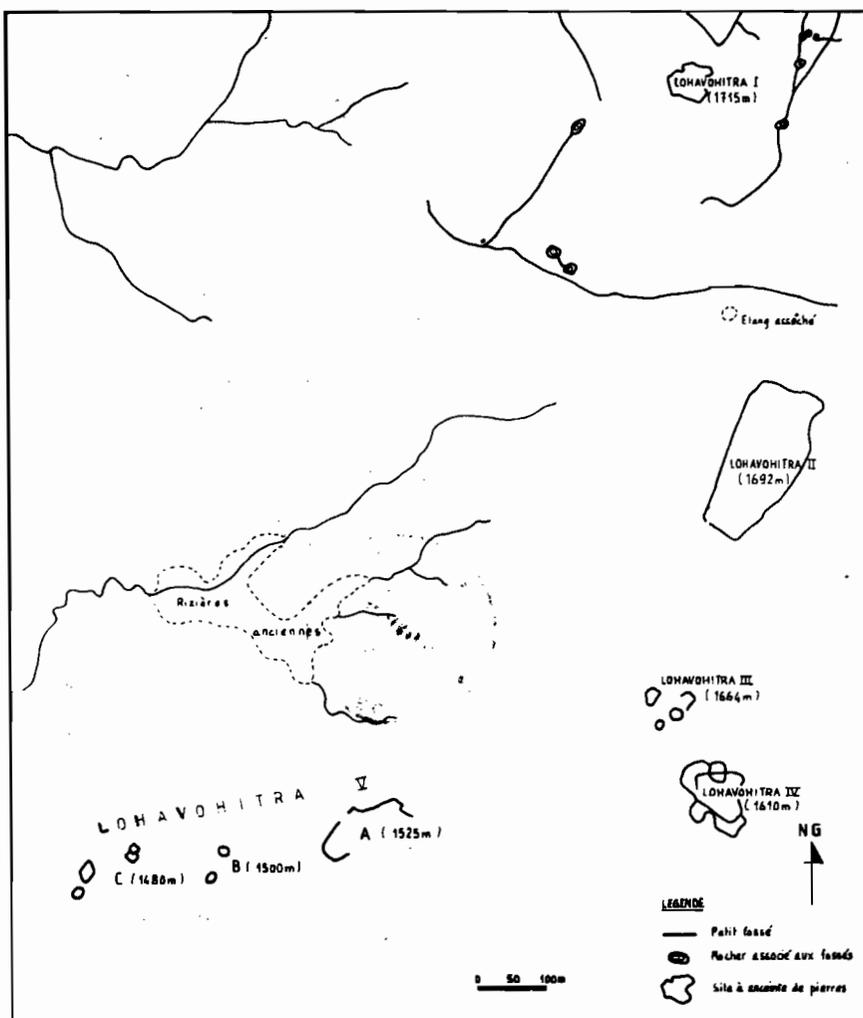 LOHAVOHITRA I
(1715m)
Etang assêché
LOHAVOHITRA II
(1692m)
Rizières
anciennes
LOHAVOHITRA III
(1664m)
LOHAVOHITRA IV
(1610m)
LOHAVOHITRA V
A (1525m)
B (1500m)
C (1480m)
NG
LEGENDE
Petit fossé
Rocher associé aux fossés
Site à enceinte de pierres
0 50 100m